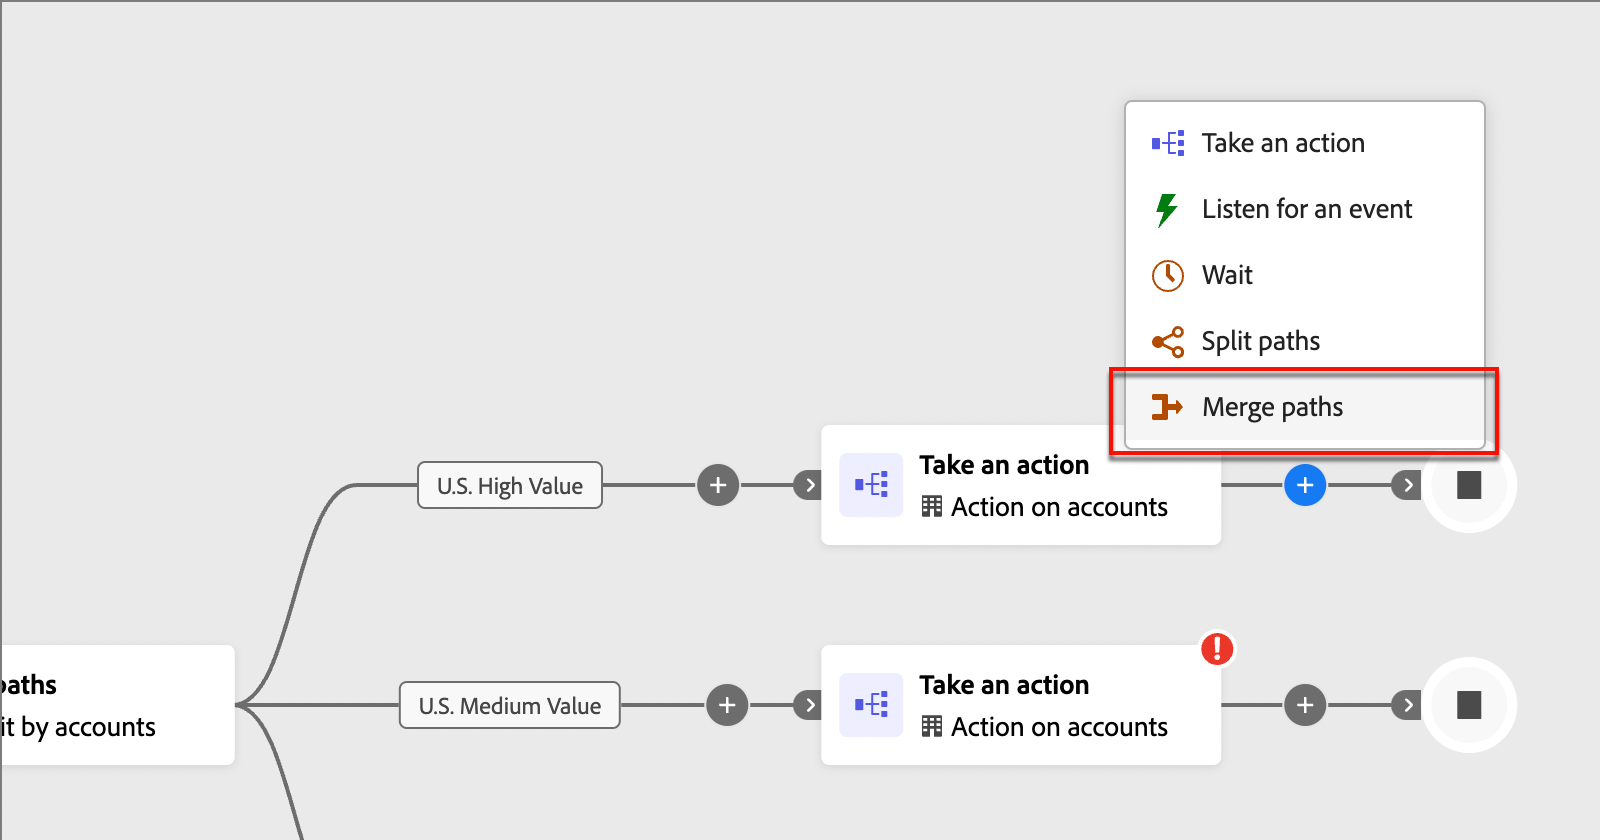 Take an action
Listen for an event
Wait
Split paths
Merge paths
U.S. High Value
Take an action
Action on accounts
paths
it by accounts
U.S. Medium Value
Take an action
Action on accounts